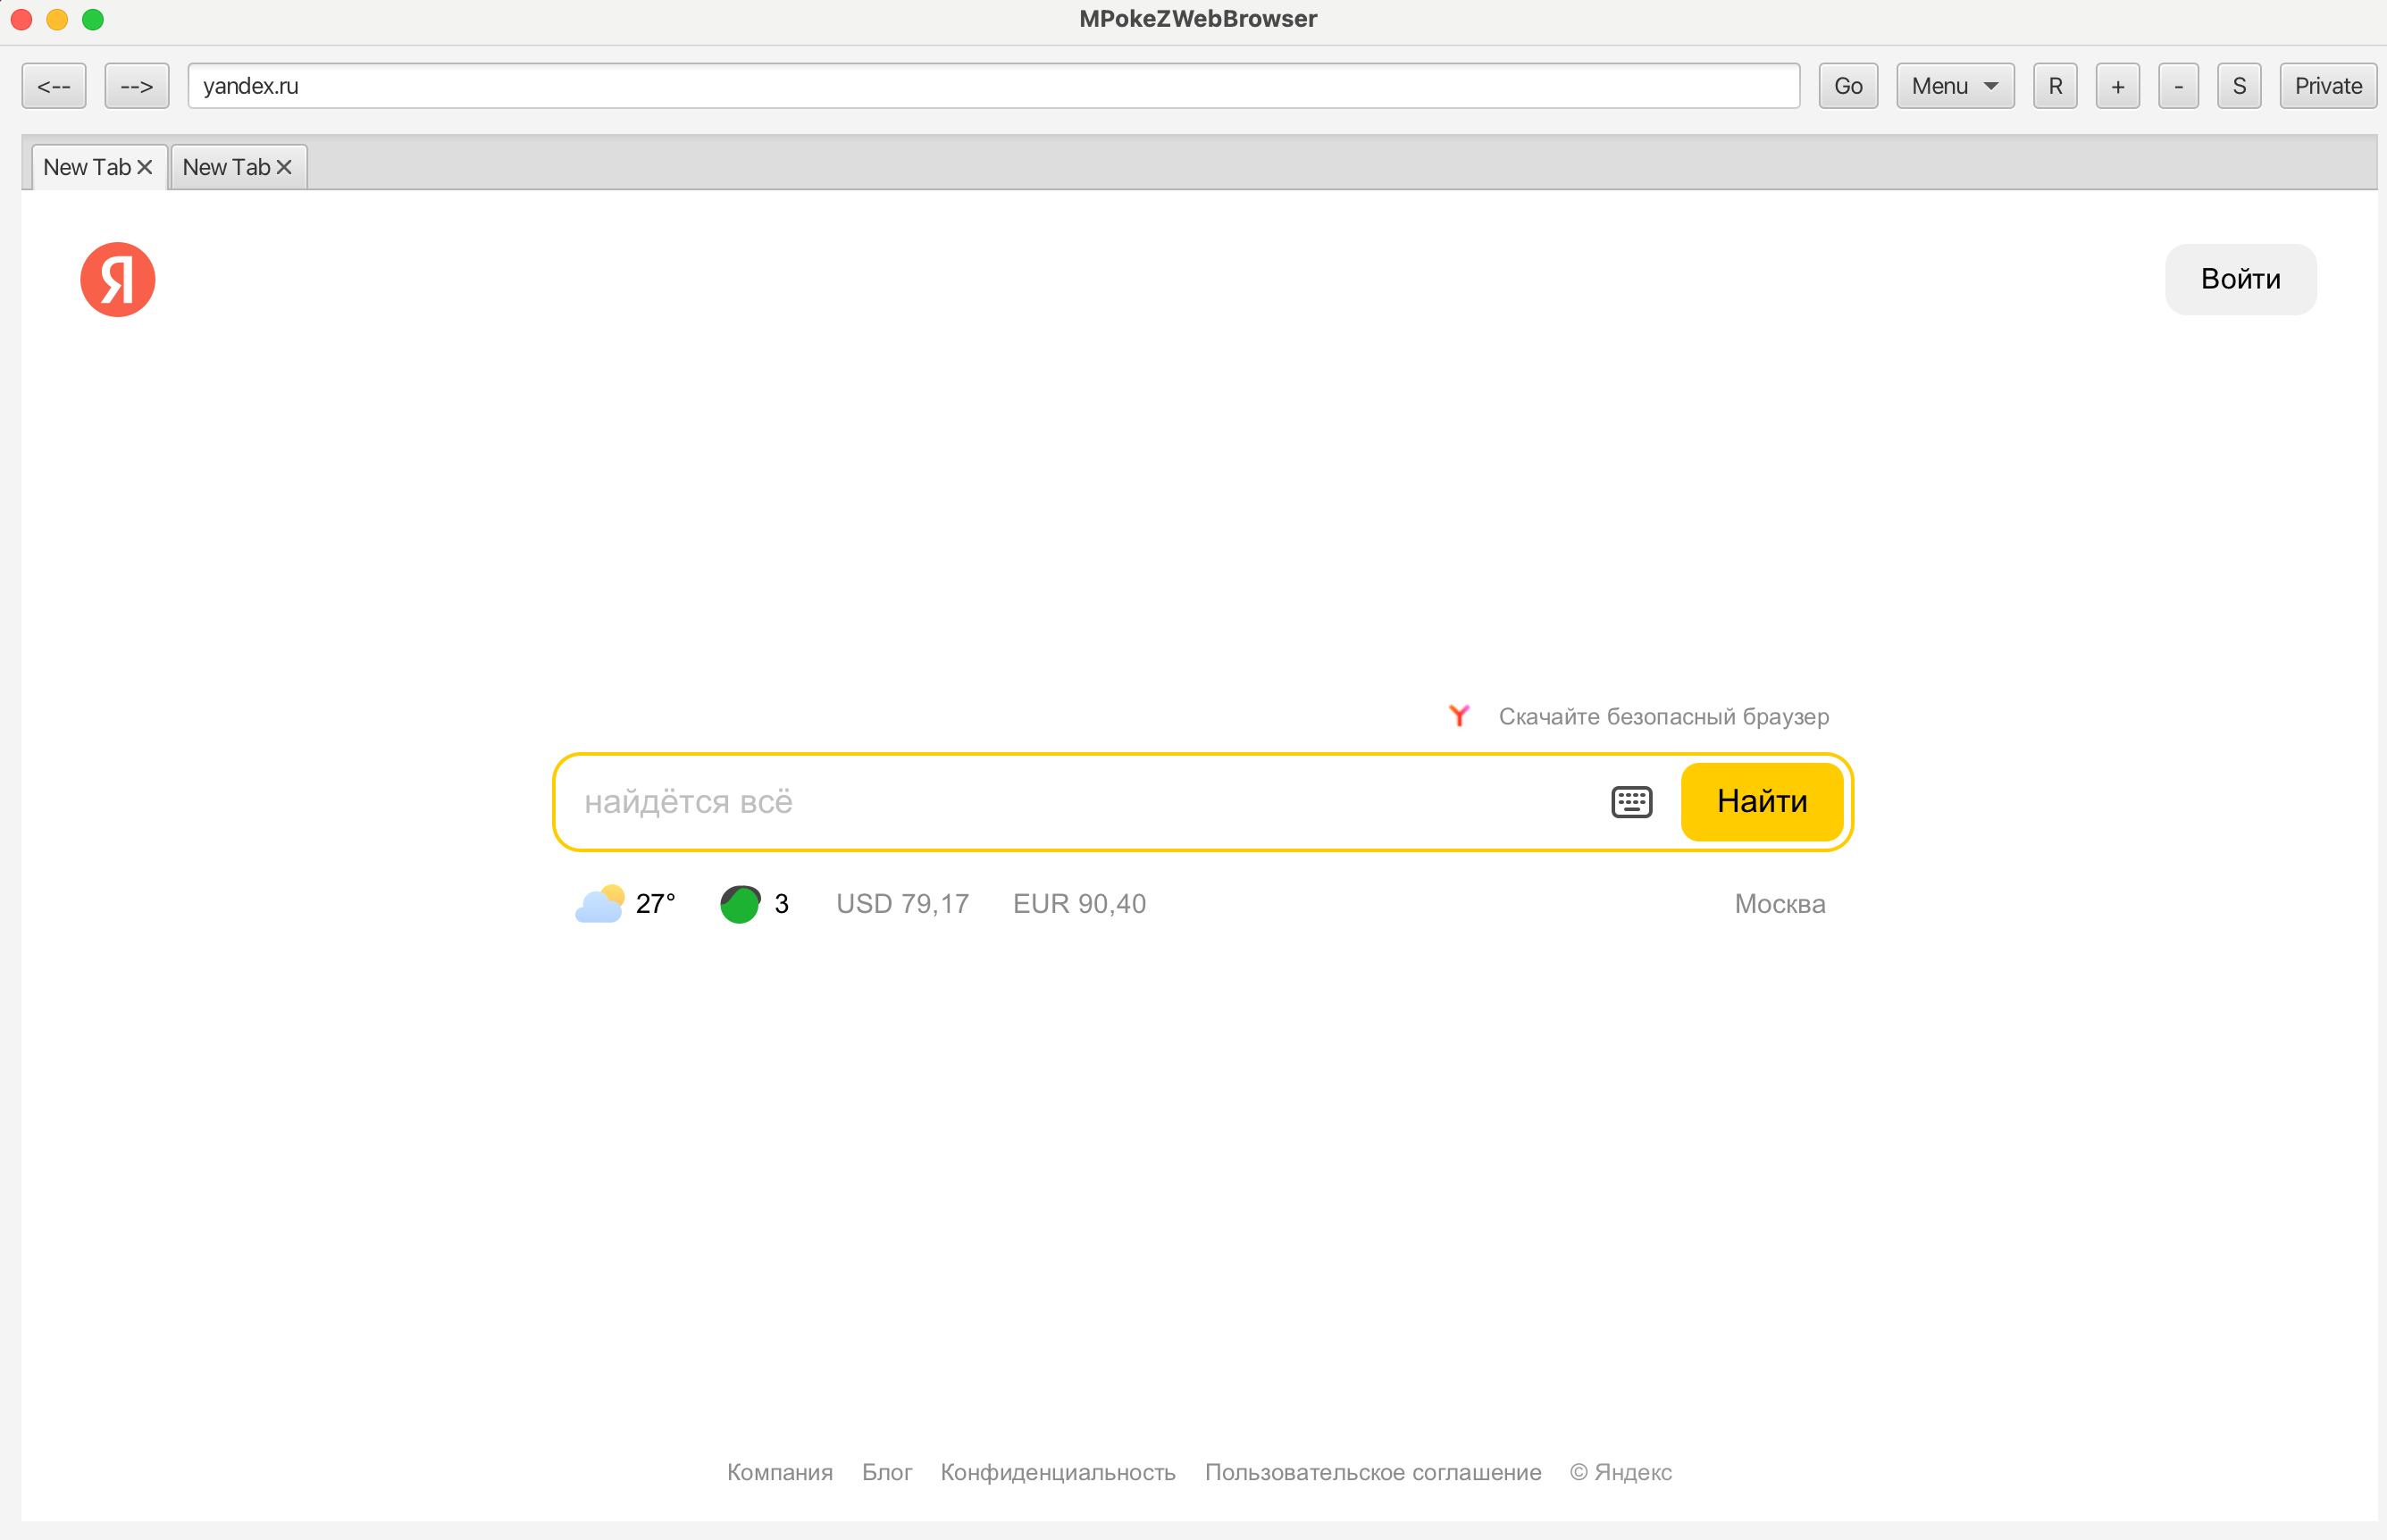 MPokeZWebBrowser
<-- --> yandex.ru Go Menu R + - S Private
New Tab New Tab
Я Войти
Скачайте безопасный браузер
найдётся всё Найти
27° 3 USD 79,17 EUR 90,40 Москва
Компания Блог Конфиденциальность Пользовательское соглашение © Яндекс